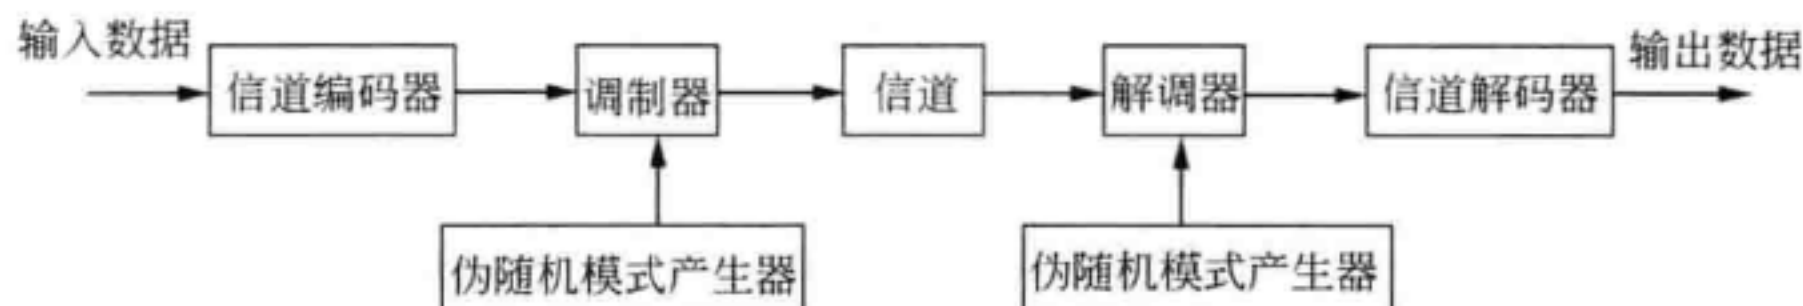 输入数据
信道编码器
调制器
信道
解调器
信道解码器
输出数据
伪随机模式产生器
伪随机模式产生器